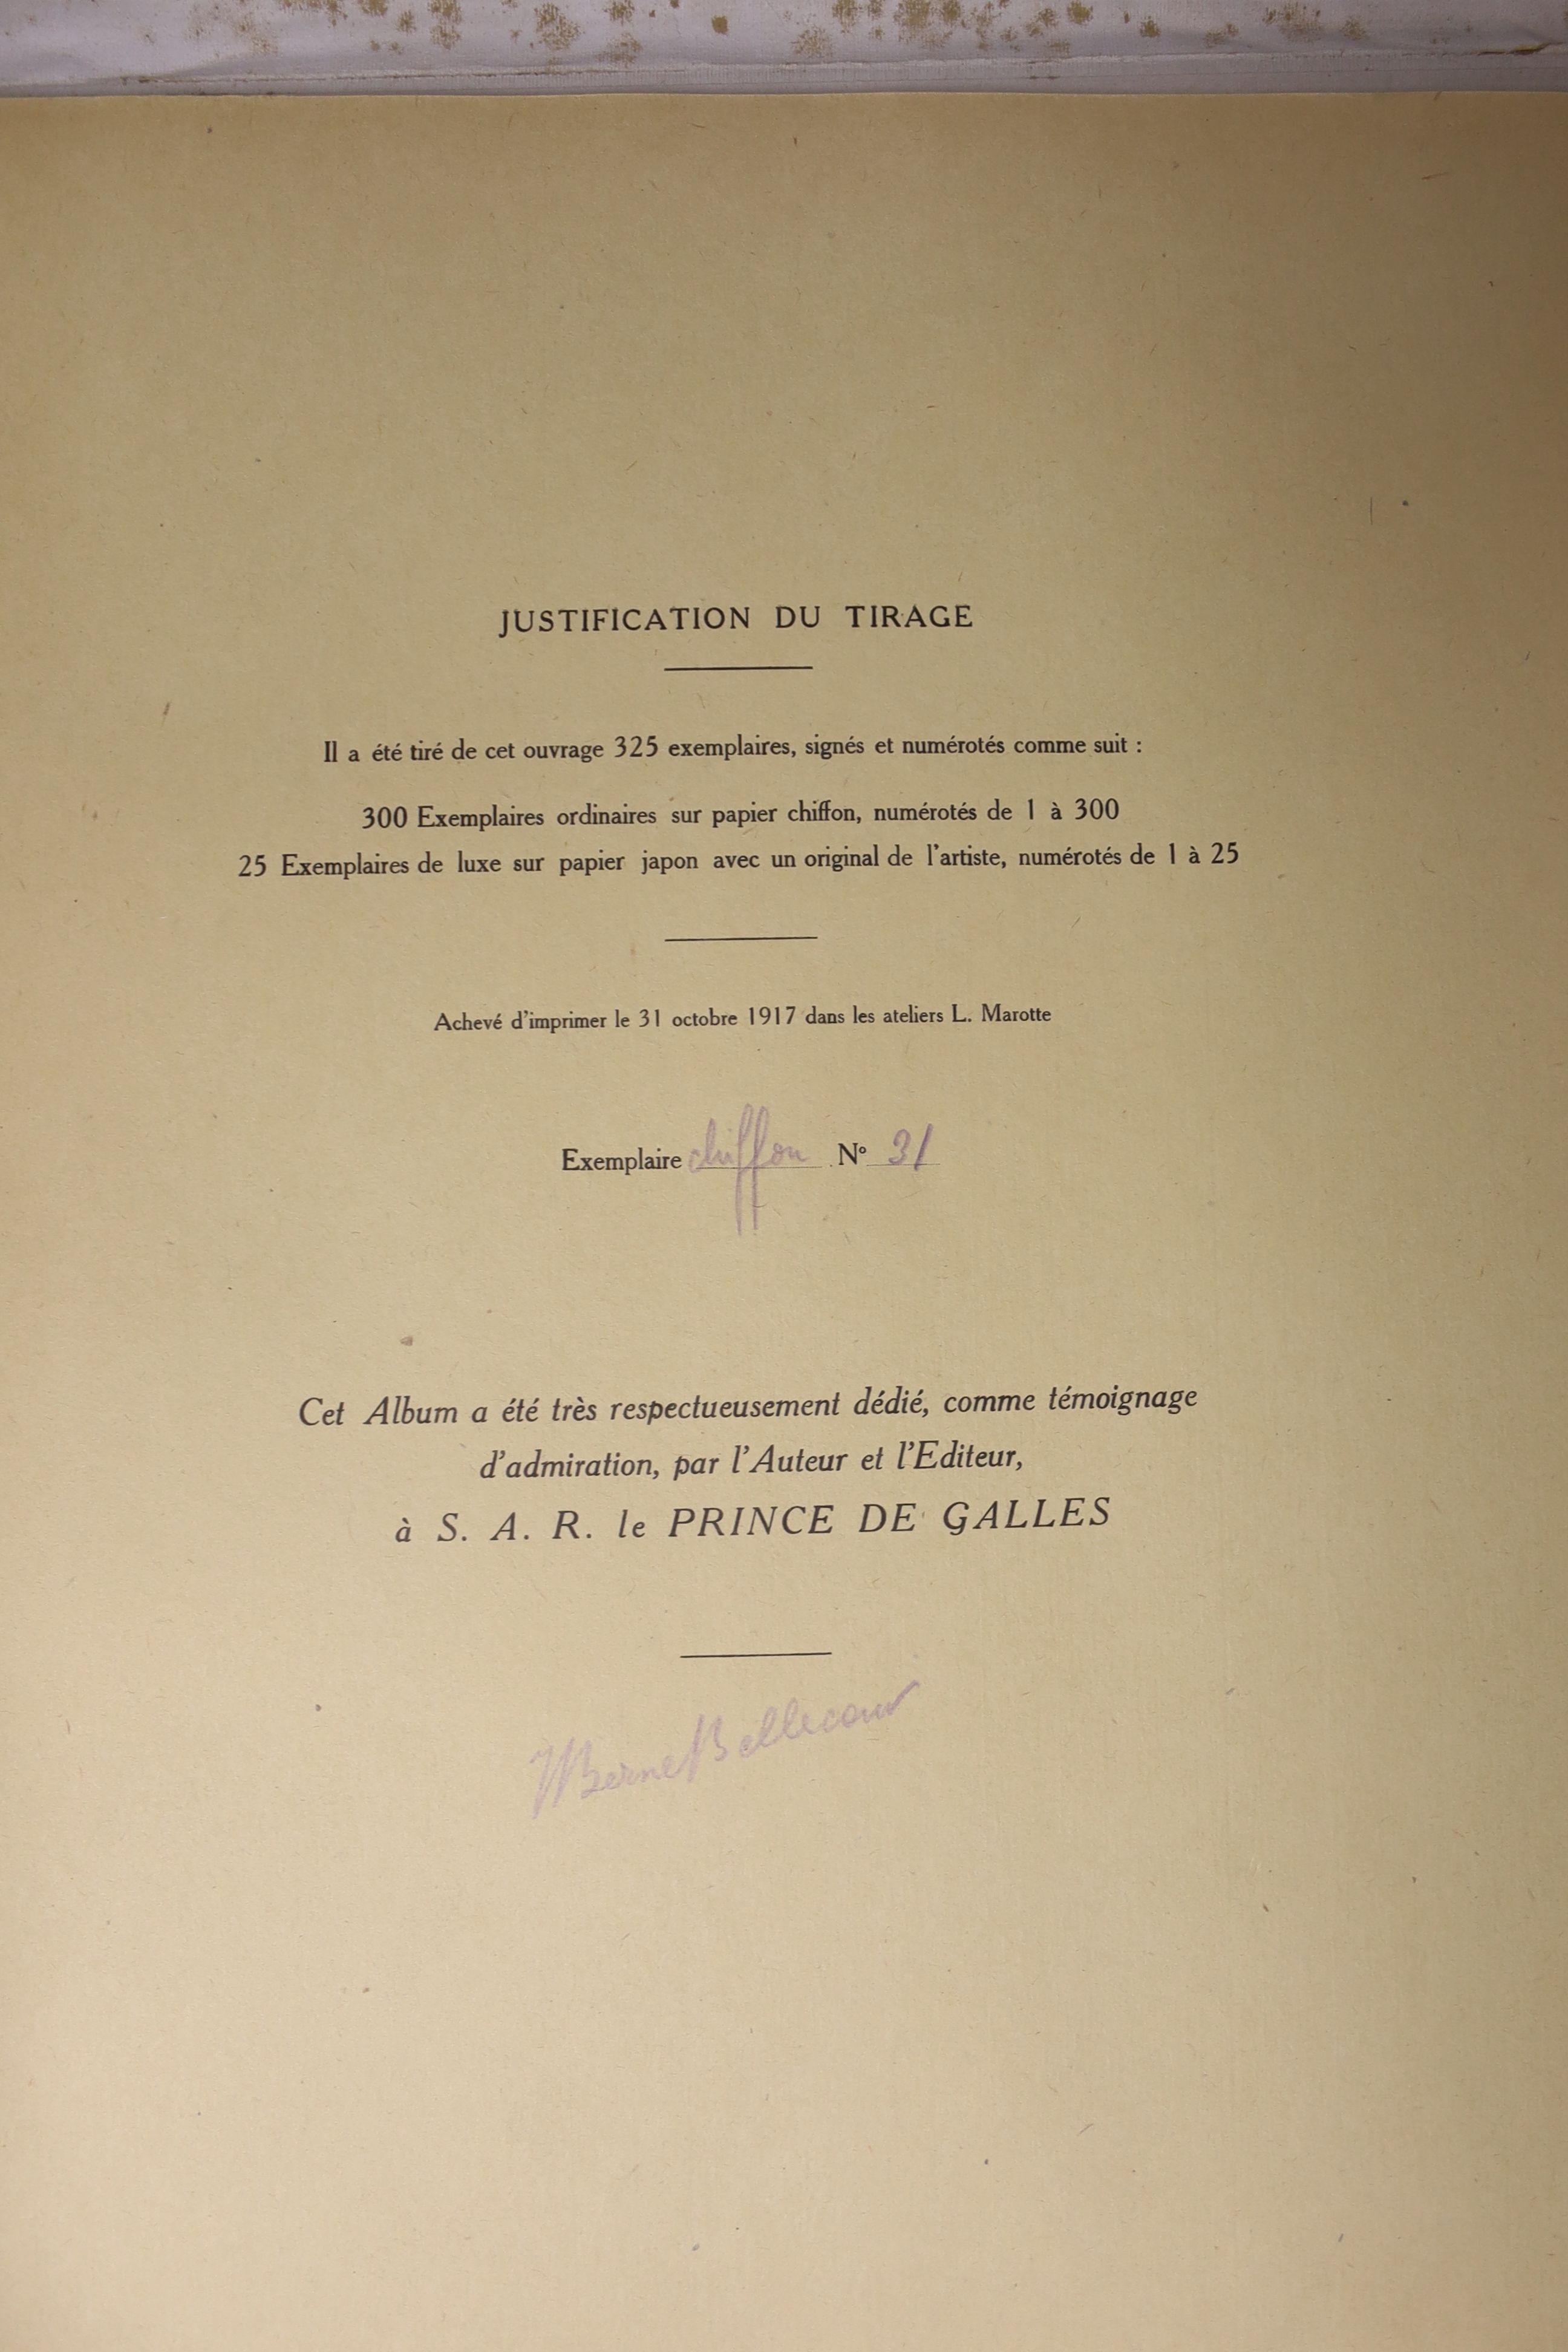 JUSTIFICATION DU TIRAGE
Il a été tiré de cet ouvrage 325 exemplaires, signés et numérotés comme suit :
300 Exemplaires ordinaires sur papier chiffon, numérotés de 1 à 300
25 Exemplaires de luxe sur papier japon avec un original de l'artiste, numérotés de 1 à 25
Achevé d'imprimer le 31 octobre 1917 dans les ateliers L. Marotte
Exemplaire chiffon N° 31
Cet Album a été très respectueusement dédié, comme témoignage
d'admiration, par l'Auteur et l'Editeur,
à S. A. R. le PRINCE DE GALLES
Berne Bellecour